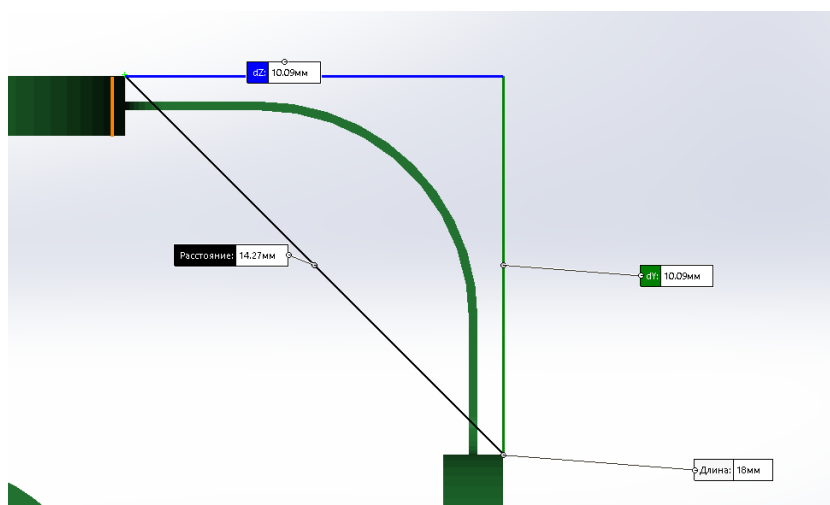 dZ: 10.09мм
Расстояние: 14.27мм
dY: 10.09мм
Длина: 18мм